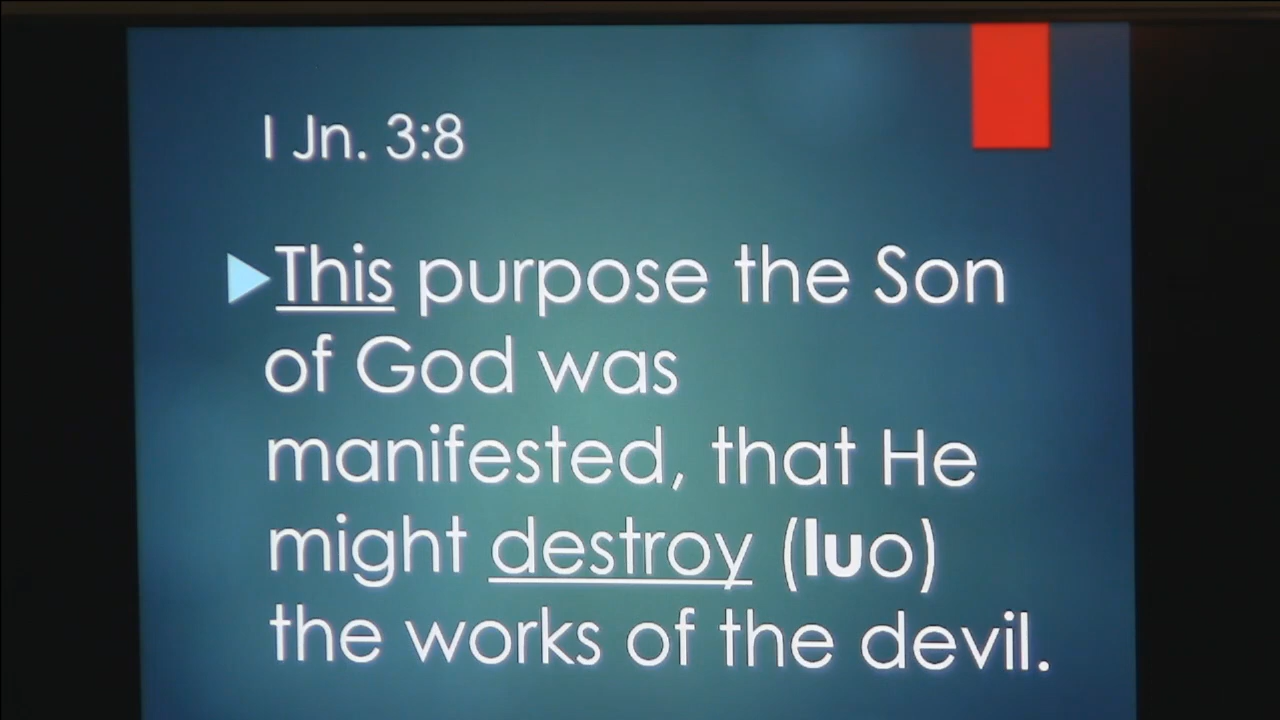 I Jn. 3:8
This purpose the Son
of God was
manifested, that He
might destroy (luo)
the works of the devil.